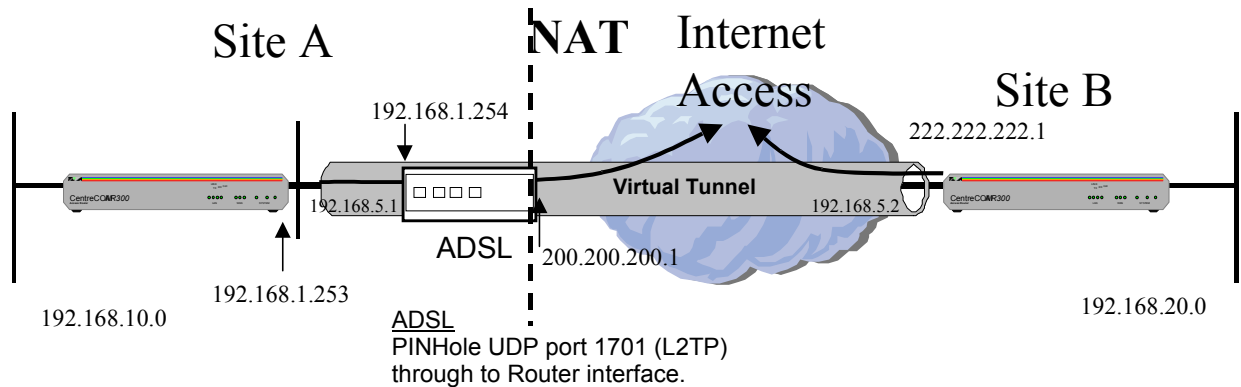 Site A
NAT
Internet
Access
Site B
192.168.1.254
222.222.222.1
Virtual Tunnel
192.168.5.1
192.168.5.2
CentreCOM AR300
CentreCOM AR300
ADSL
200.200.200.1
192.168.1.253
192.168.10.0
192.168.20.0
ADSL
PINHole UDP port 1701 (L2TP)
through to Router interface.